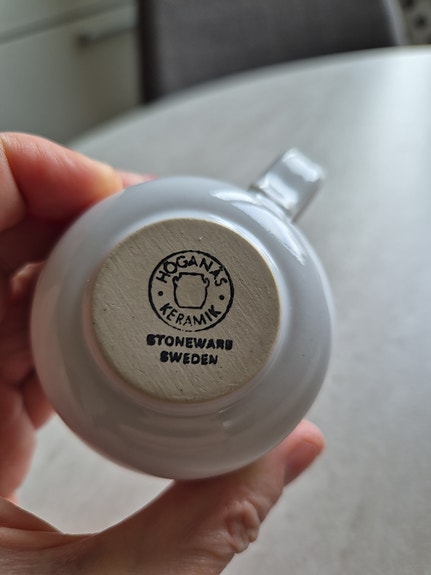 HÖGANÄS
· KERAMIK ·
STONEWARE
SWEDEN